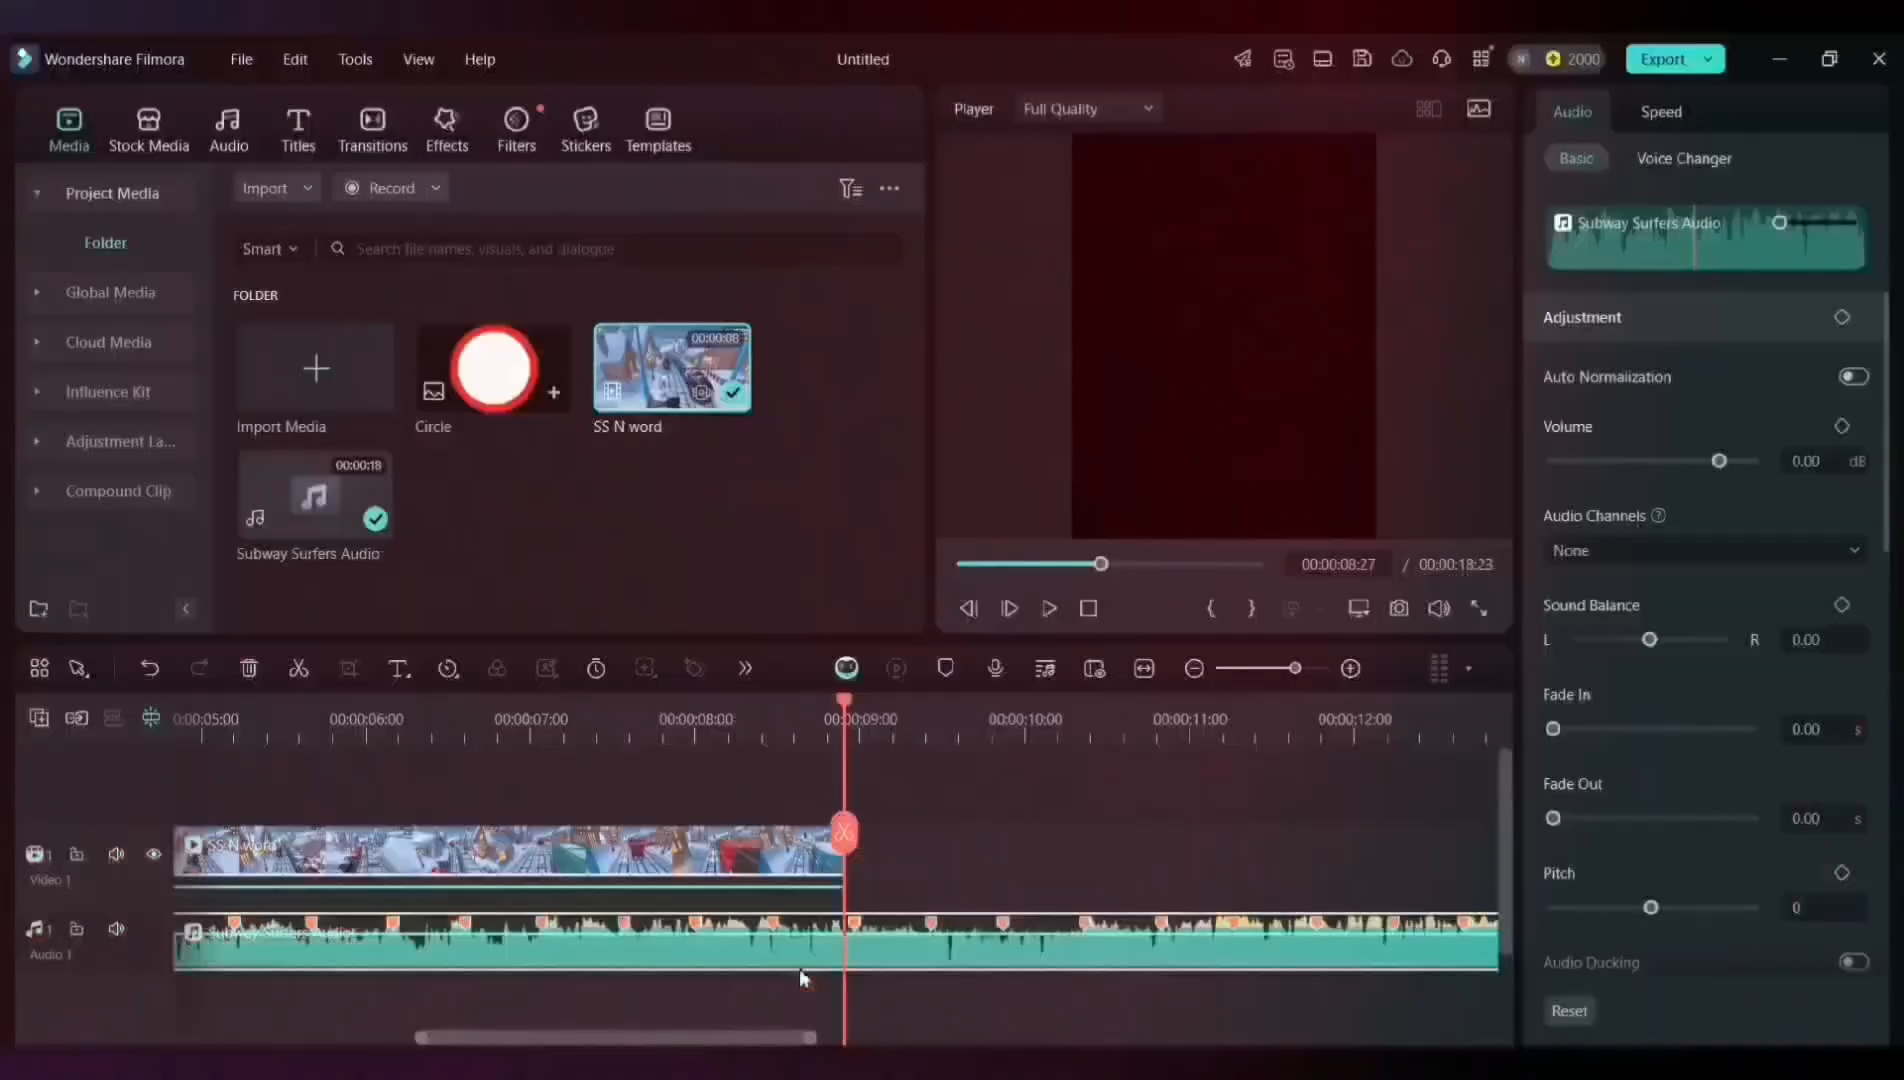 Wondershare Filmora File Edit Tools View Help Untitled 2000 Export
Media Stock Media Audio Titles Transitions Effects Filters Stickers Templates
Project Media
Folder
Global Media
Cloud Media
Influence Kit
Adjustment La...
Compound Clip
Import Record
Smart Search file names, visuals, and dialogue
FOLDER
Import Media
Circle
00:00:08
SS N word
00:00:18
Subway Surfers Audio
Player Full Quality
00:00:08:27 / 00:00:18:23
Audio Speed
Basic Voice Changer
Subway Surfers Audio
Adjustment
Auto Normalization
Volume
0.00 dB
Audio Channels
None
Sound Balance
L R 0.00
Fade In
0.00 s
Fade Out
0.00 s
Pitch
0
Audio Ducking
Reset
0:00:05:00 00:00:06:00 00:00:07:00 00:00:08:00 00:00:09:00 00:00:10:00 00:00:11:00 00:00:12:00
1
Video 1
SS N word
1
Audio 1
Subway Surfers Audio